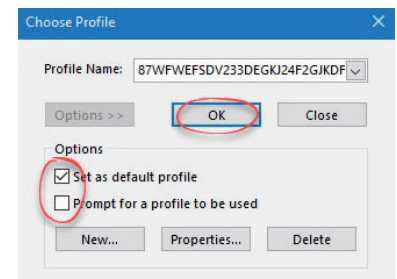 Choose Profile
Profile Name: 87WFWEFSDV233DEGKJ24F2GJKDF
Options >> OK Close
Options
Set as default profile
Prompt for a profile to be used
New... Properties... Delete